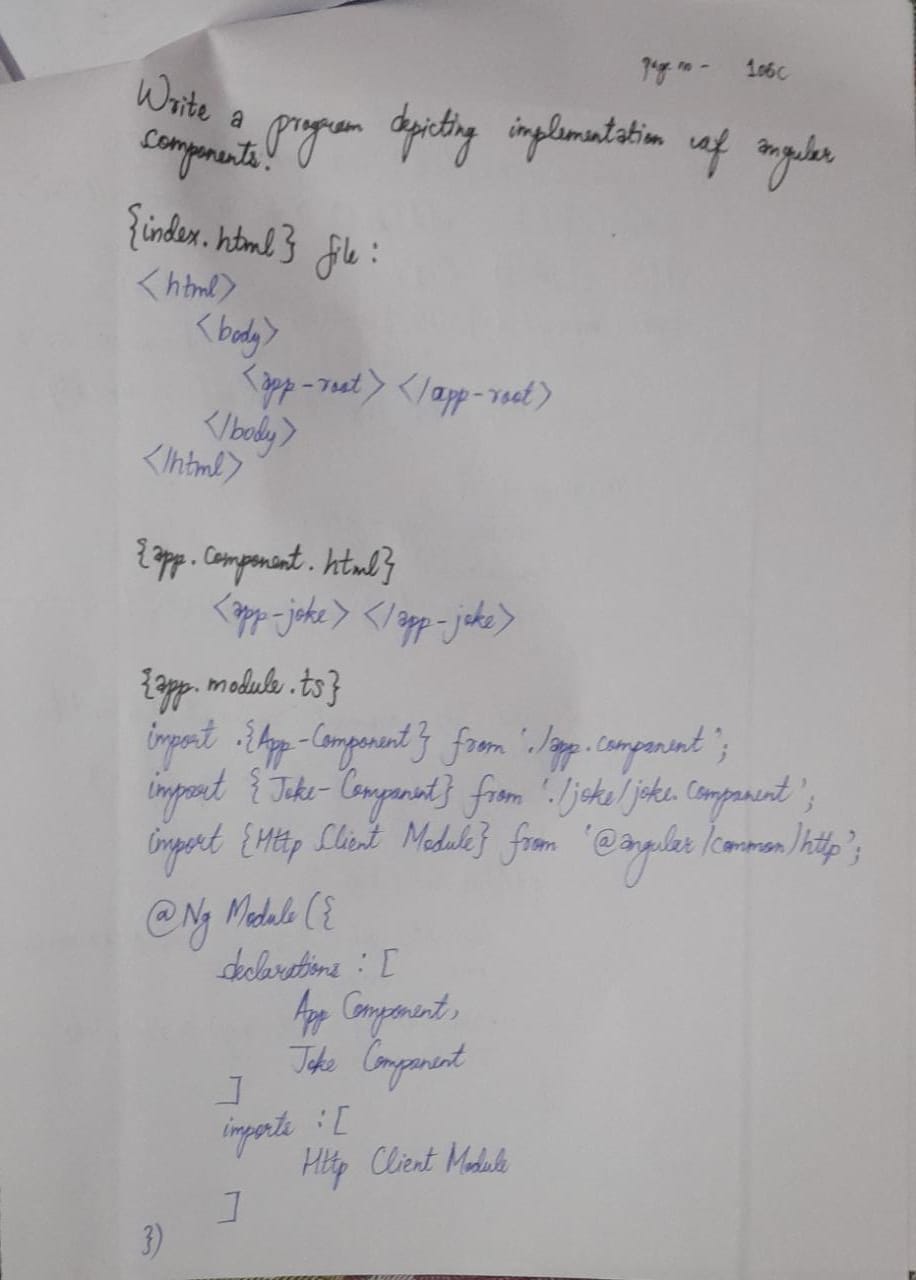 page no - 106C
Write a program depicting implementation of angular
components.
{index.html} file :
<html>
<body>
<app-root> </app-root>
</body>
</html>
{app.component.html}
<app-joke> </app-joke>
{app.module.ts}
import .{App-Component} from './app.component';
import { Joke-Component} from './joke/joke.component';
import {Http Client Module} from '@angular/common/http';
@Ng Module ({
declarations : [
App Component,
Joke Component
]
imports : [
Http Client Module
]
})